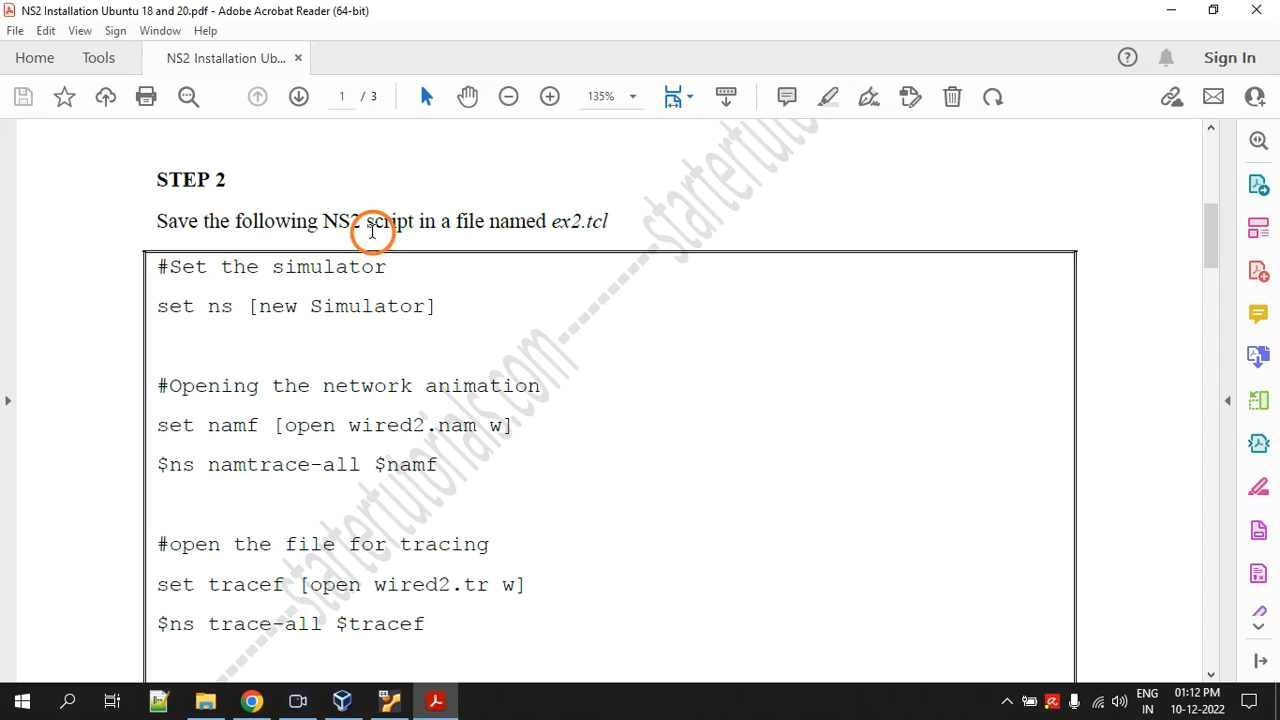 NS2 Installation Ubuntu 18 and 20.pdf - Adobe Acrobat Reader (64-bit)
File Edit View Sign Window Help
Home Tools NS2 Installation Ub... × Sign In
1 / 3 135%
STEP 2
Save the following NS2 script in a file named ex2.tcl
#Set the simulator
set ns [new Simulator]
#Opening the network animation
set namf [open wired2.nam w]
$ns namtrace-all $namf
#open the file for tracing
set tracef [open wired2.tr w]
$ns trace-all $tracef
-----startertutorials.com-----startertutor
ENG 01:12 PM
IN 10-12-2022